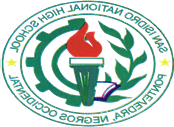 SAN ISIDRO NATIONAL HIGH SCHOOL
PONTEVEDRA, NEGROS OCCIDENTAL